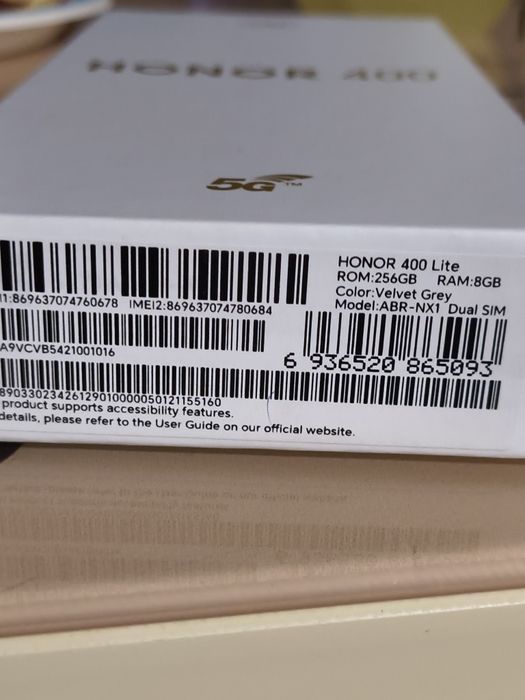 HONOR 400
5G™
HONOR 400 Lite
ROM:256GB RAM:8GB
Color:Velvet Grey
Model:ABR-NX1 Dual SIM
I1:869637074760678 IMEI2:869637074780684
A9VCVB5421001016
6 936520 865093
89033023426129010000050121155160
product supports accessibility features.
details, please refer to the User Guide on our official website.